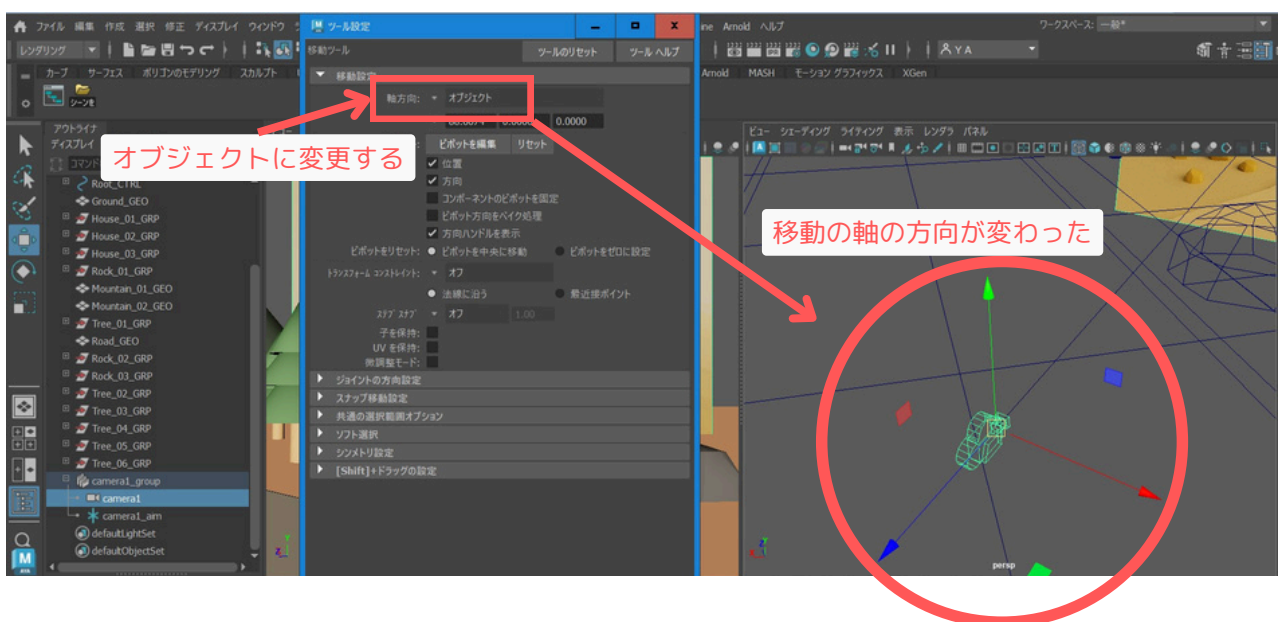 ファイル 編集 作成 選択 修正 ディスプレイ ウィンドウ
ツール設定
ine Arnold ヘルプ
ワークスペース: 一般*
レンダリング
移動ツール
ツールのリセット ツール ヘルプ
A Y A
カーブ サーフェス ポリゴンのモデリング スカルプト
移動設定
Arnold MASH モーション グラフィックス XGen
軸方向: オブジェクト
シーンを
0.0000
アウトライナ
ディスプレイ
オブジェクトに変更する
ピボットを編集 リセット
ビュー シェーディング ライティング 表示 レンダラ パネル
コマンド
位置
方向
コンポーネントのピボットを固定
ピボット方向をベイク処理
方向ハンドルを表示
ピボットをリセット: ピボットを中央に移動 ピボットをゼロに設定
トランスフォーム コンストレイント: オフ
法線に沿う 最近接ポイント
ステプ スナプ オフ 1.00
子を保持:
UV を保持:
微調整モード:
ジョイントの方向設定
スナップ移動設定
共通の選択範囲オプション
ソフト選択
シンメトリ設定
[Shift]+ドラッグの設定
Root_CTRL
Ground_GEO
House_01_GRP
House_02_GRP
House_03_GRP
Rock_01_GRP
Mountain_01_GEO
Mountain_02_GEO
Tree_01_GRP
Road_GEO
Rock_02_GRP
Rock_03_GRP
Tree_02_GRP
Tree_03_GRP
Tree_04_GRP
Tree_05_GRP
Tree_06_GRP
camera1_group
camera1
camera1_aim
defaultLightSet
defaultObjectSet
移動の軸の方向が変わった
persp